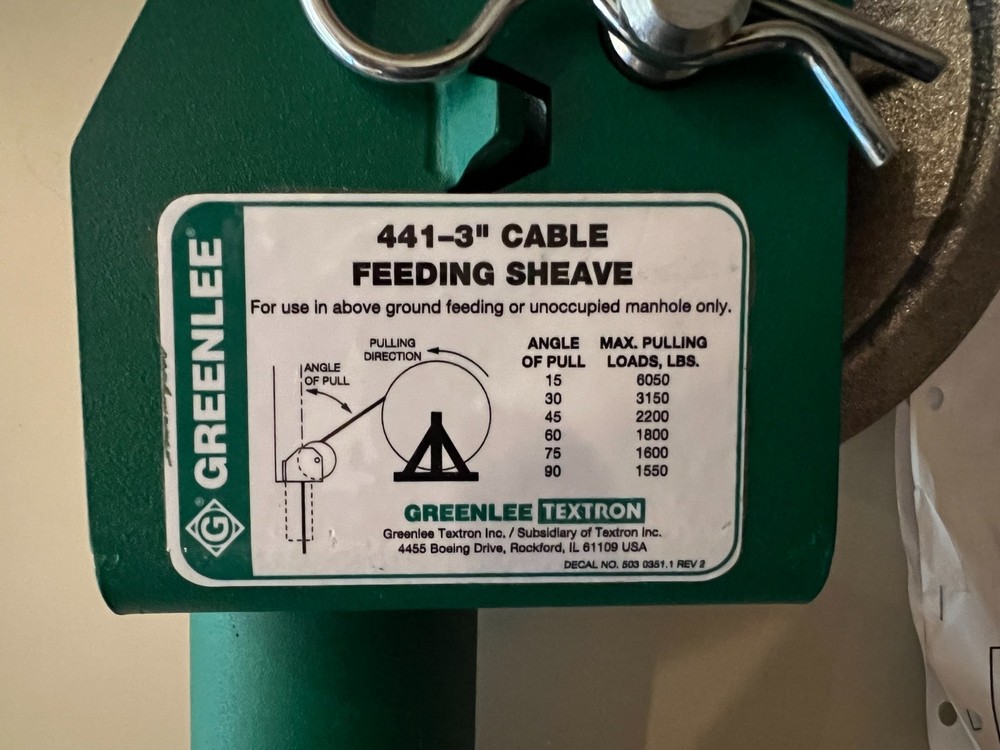 GREENLEE®
G®
441-3" CABLE
FEEDING SHEAVE
For use in above ground feeding or unoccupied manhole only.
PULLING
DIRECTION
ANGLE
OF PULL
ANGLE OF PULL MAX. PULLING LOADS, LBS.
15 6050
30 3150
45 2200
60 1800
75 1600
90 1550
GREENLEE TEXTRON
Greenlee Textron Inc. / Subsidiary of Textron Inc.
4455 Boeing Drive, Rockford, IL 61109 USA
DECAL NO. 503 0351.1 REV 2